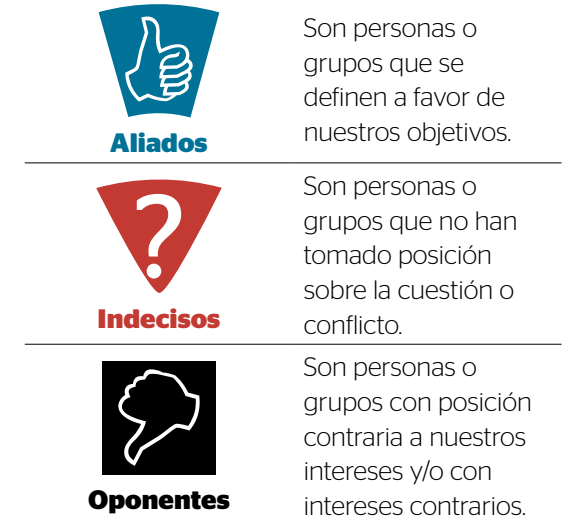 Son personas o
grupos que se
definen a favor de
nuestros objetivos.
Aliados
Son personas o
grupos que no han
tomado posición
sobre la cuestión o
conflicto.
?
Indecisos
Son personas o
grupos con posición
contraria a nuestros
intereses y/o con
intereses contrarios.
Oponentes